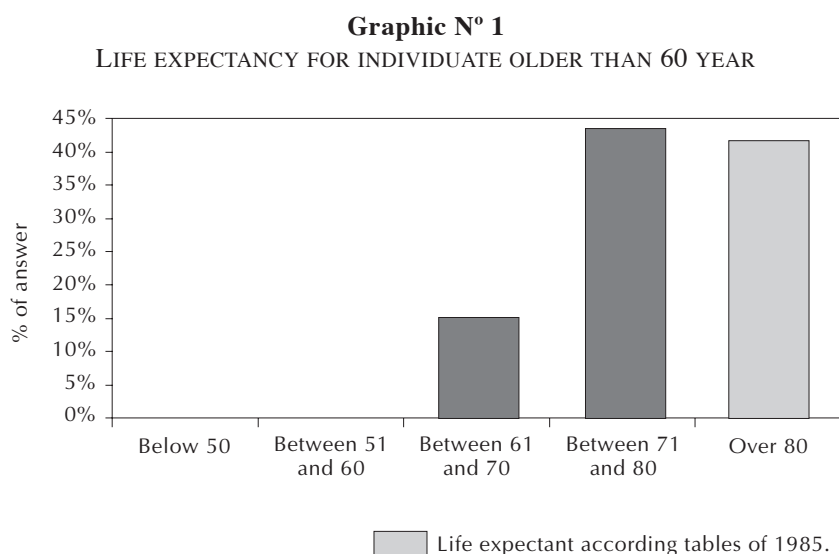 Graphic Nº 1
LIFE EXPECTANCY FOR INDIVIDUATE OLDER THAN 60 YEAR
45%
40%
35%
30%
25%
20%
15%
10%
5%
0%
% of answer
Below 50
Between 51
and 60
Between 61
and 70
Between 71
and 80
Over 80
Life expectant according tables of 1985.